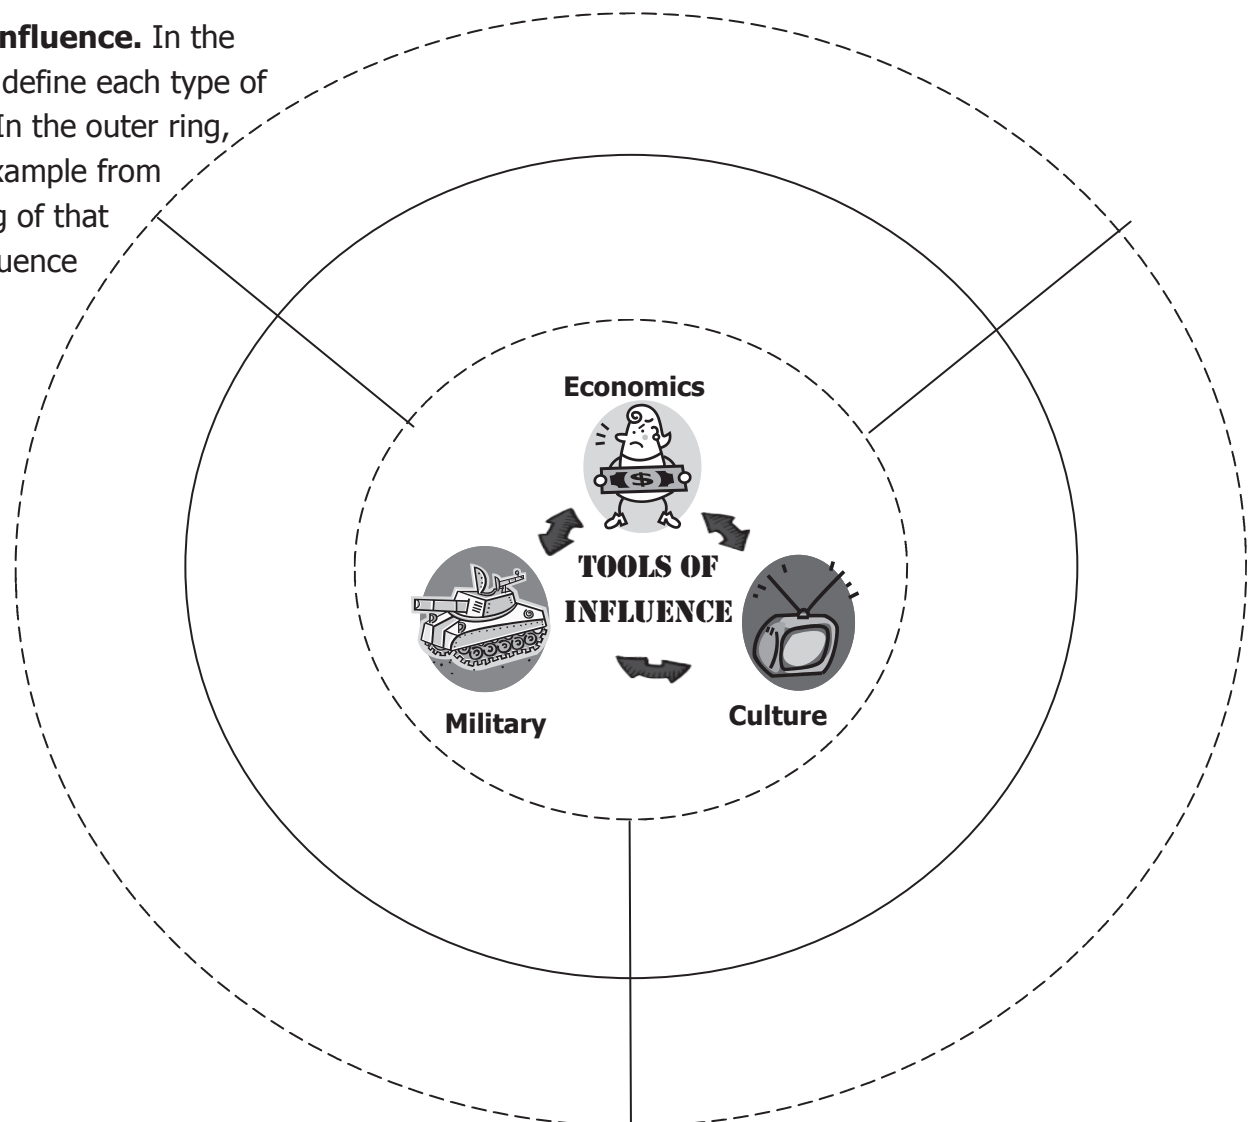 nfluence. In the
define each type of
In the outer ring,
xample from
g of that
uence
Economics
$
TOOLS OF
INFLUENCE
Military
Culture